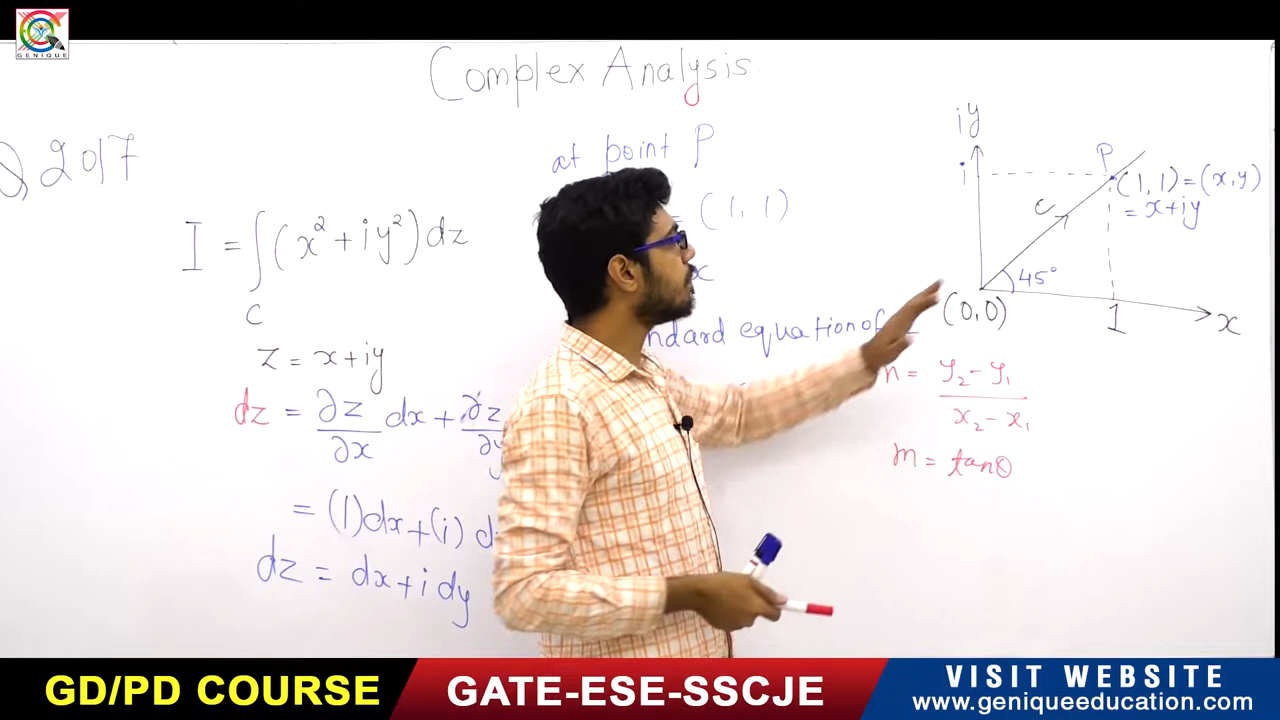 GENIQUE
Complex Analysis
Q 2017
at point P
= (1, 1)
x
I = ∫ (x² + iy²) dz
C
z = x + iy
dz = ∂z/∂x dx + ∂z/∂y
= (1)dx + (i) d
dz = dx + i dy
ndard equation of
m = y₂ - y₁ / x₂ - x₁
m = tanθ
iy
i
P
(1, 1) = (x, y)
= x + iy
c
45°
(0,0)
1
x
GD/PD COURSE
GATE-ESE-SSCJE
VISIT WEBSITE
www.geniqueeducation.com